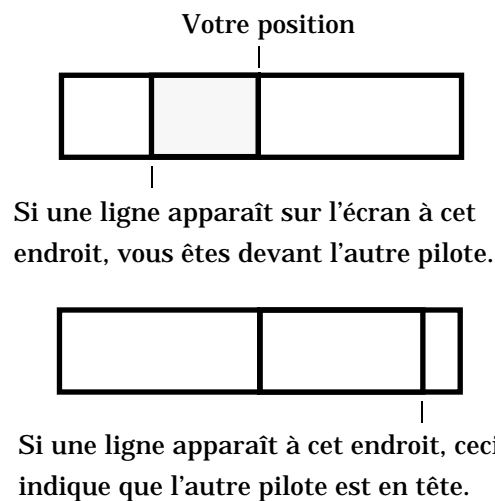 Votre position
Si une ligne apparaît sur l'écran à cet
endroit, vous êtes devant l'autre pilote.
Si une ligne apparaît à cet endroit, ceci
indique que l'autre pilote est en tête.